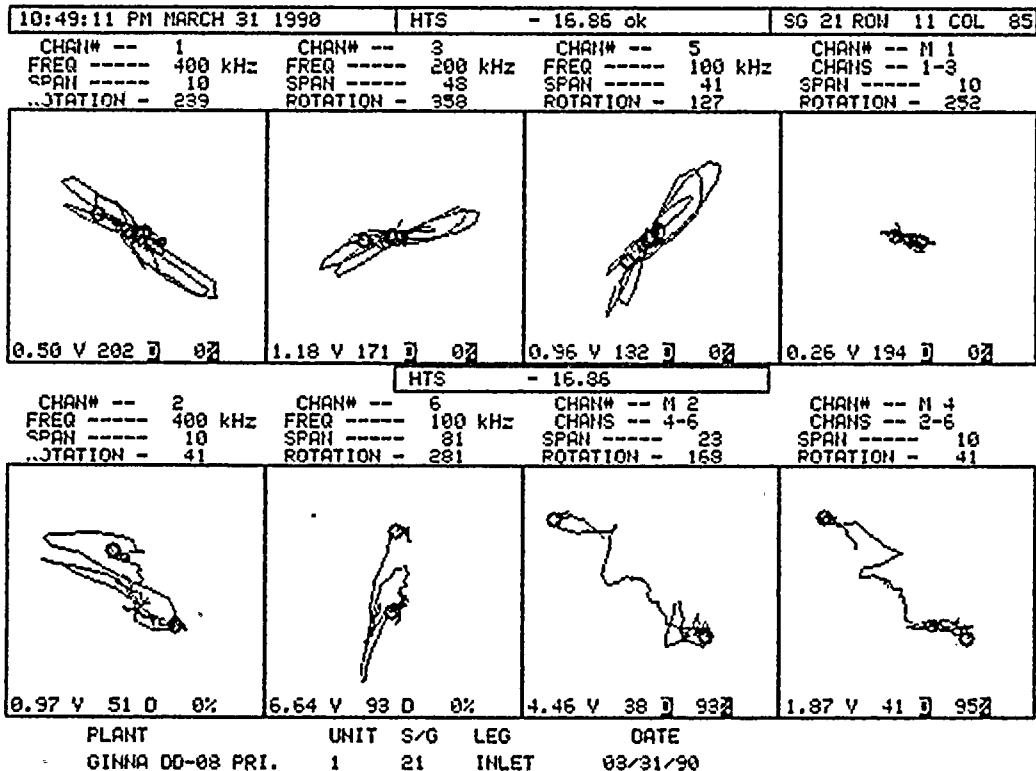 10:49:11 PM MARCH 31 1990 HTS - 16.86 ok SG 21 ROW 11 COL 85
CHAN# -- 1 CHAN# -- 3 CHAN# -- 5 CHAN# -- M 1
FREQ ----- 400 kHz FREQ ----- 200 kHz FREQ ----- 100 kHz CHANS -- 1-3
SPAN ----- 10 SPAN ----- 48 SPAN ----- 41 SPAN ----- 10
..OTATION - 239 ROTATION - 358 ROTATION - 127 ROTATION - 252
0.50 V 202 D 0% 1.18 V 171 D 0% 0.96 V 132 D 0% 0.26 V 194 D 0%
HTS - 16.86
CHAN# -- 2 CHAN# -- 6 CHAN# -- M 2 CHAN# -- M 4
FREQ ----- 400 kHz FREQ ----- 100 kHz CHANS -- 4-6 CHANS -- 2-6
SPAN ----- 10 SPAN ----- 81 SPAN ----- 23 SPAN ----- 10
..OTATION - 41 ROTATION - 281 ROTATION - 168 ROTATION - 41
0.97 V 51 D 0% 6.64 V 93 D 0% 4.46 V 38 D 93% 1.87 V 41 D 95%
PLANT UNIT S/G LEG DATE
GINNA DD-08 PRI. 1 21 INLET 03/31/90